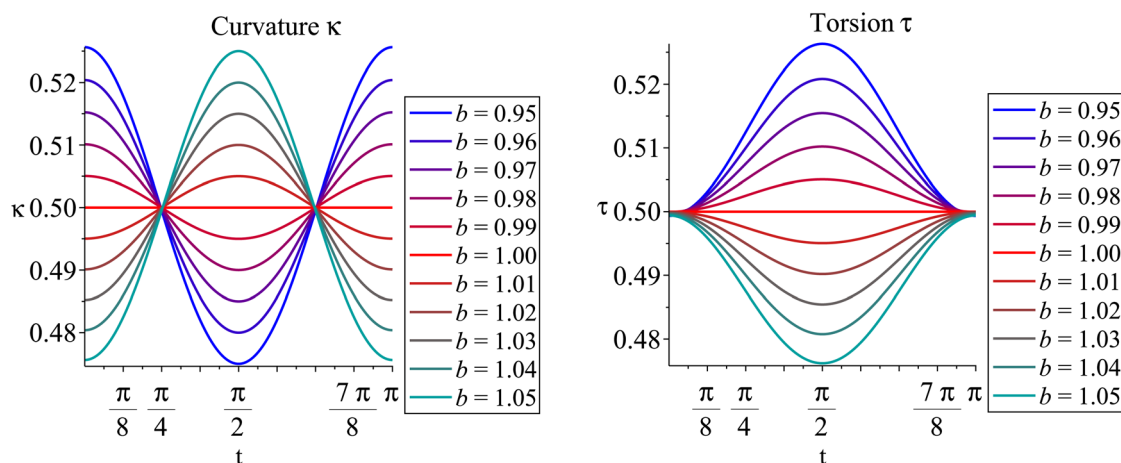 Curvature κ
0.52
0.51
κ 0.50
0.49
0.48
π/8 π/4 π/2 7π/8 π
t
b = 0.95
b = 0.96
b = 0.97
b = 0.98
b = 0.99
b = 1.00
b = 1.01
b = 1.02
b = 1.03
b = 1.04
b = 1.05
Torsion τ
0.52
0.51
τ 0.50
0.49
0.48
π/8 π/4 π/2 7π/8 π
t
b = 0.95
b = 0.96
b = 0.97
b = 0.98
b = 0.99
b = 1.00
b = 1.01
b = 1.02
b = 1.03
b = 1.04
b = 1.05